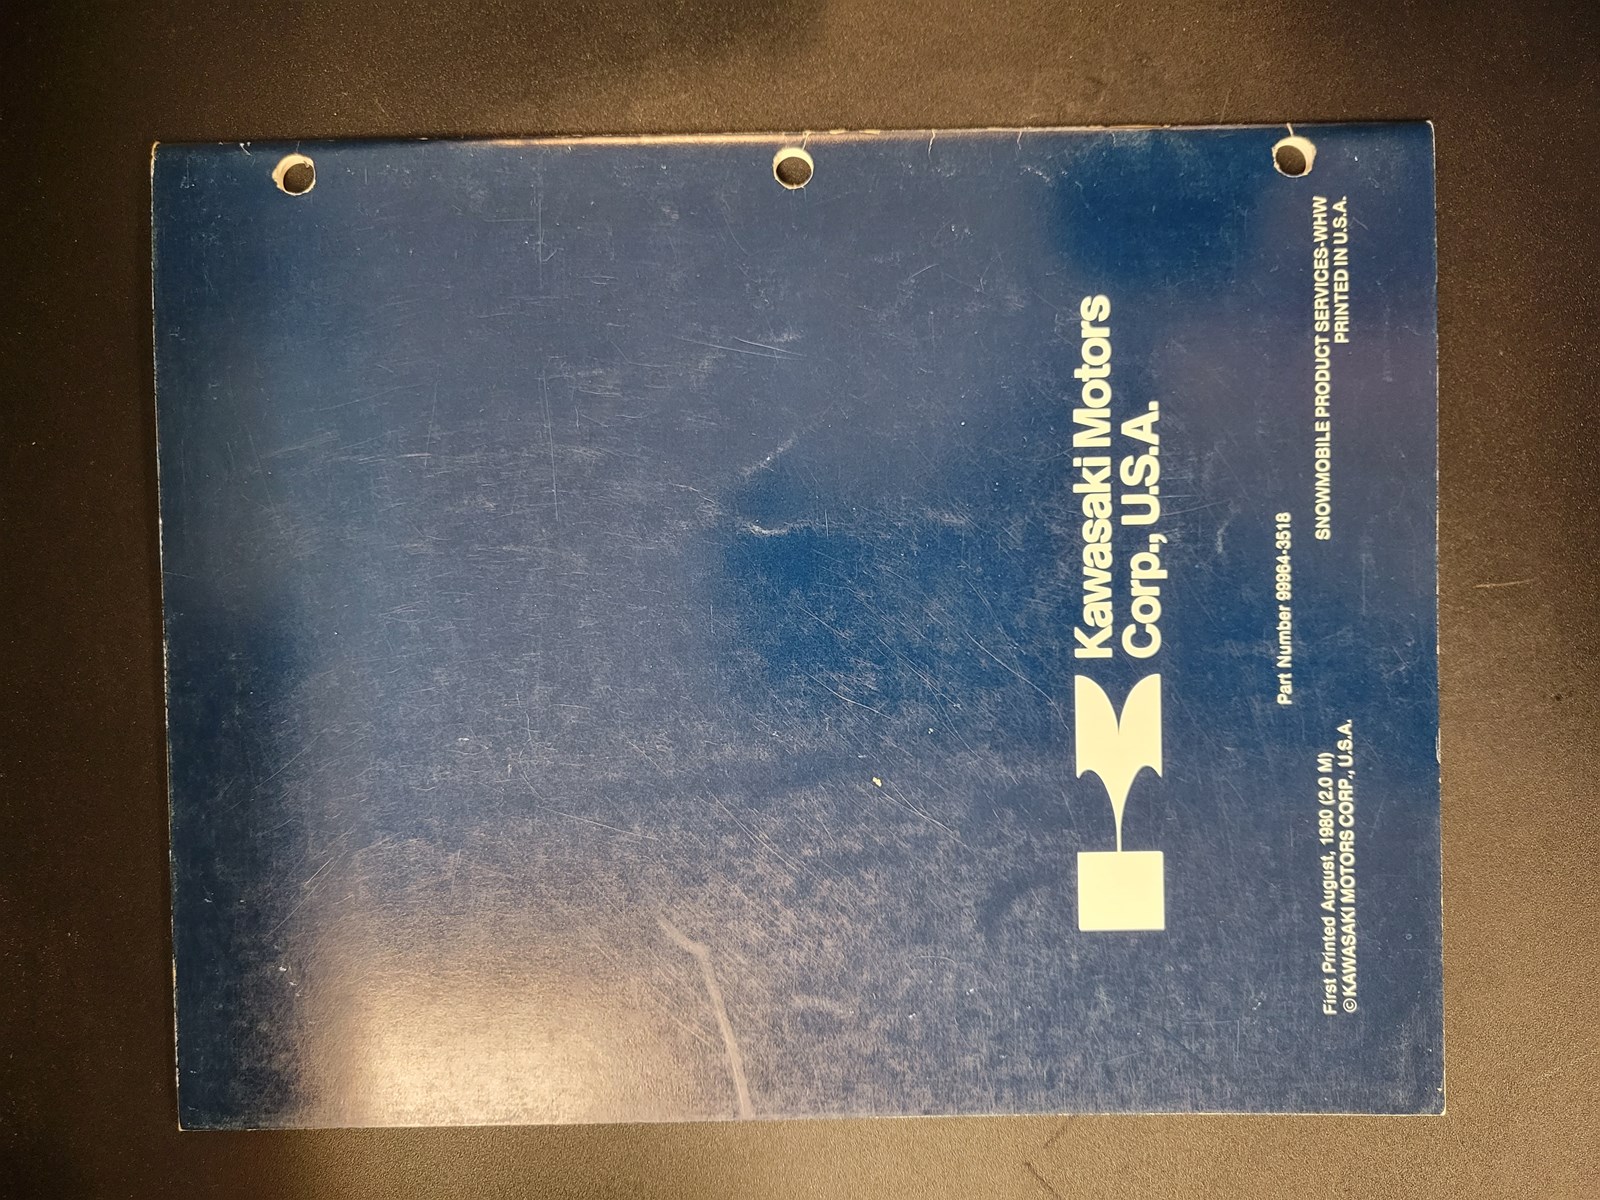 Kawasaki Motors
Corp., U.S.A.
Part Number 99964-3518
First Printed August, 1980 (2.0 M)
© KAWASAKI MOTORS CORP., U.S.A.
SNOWMOBILE PRODUCT SERVICES-WHW
PRINTED IN U.S.A.